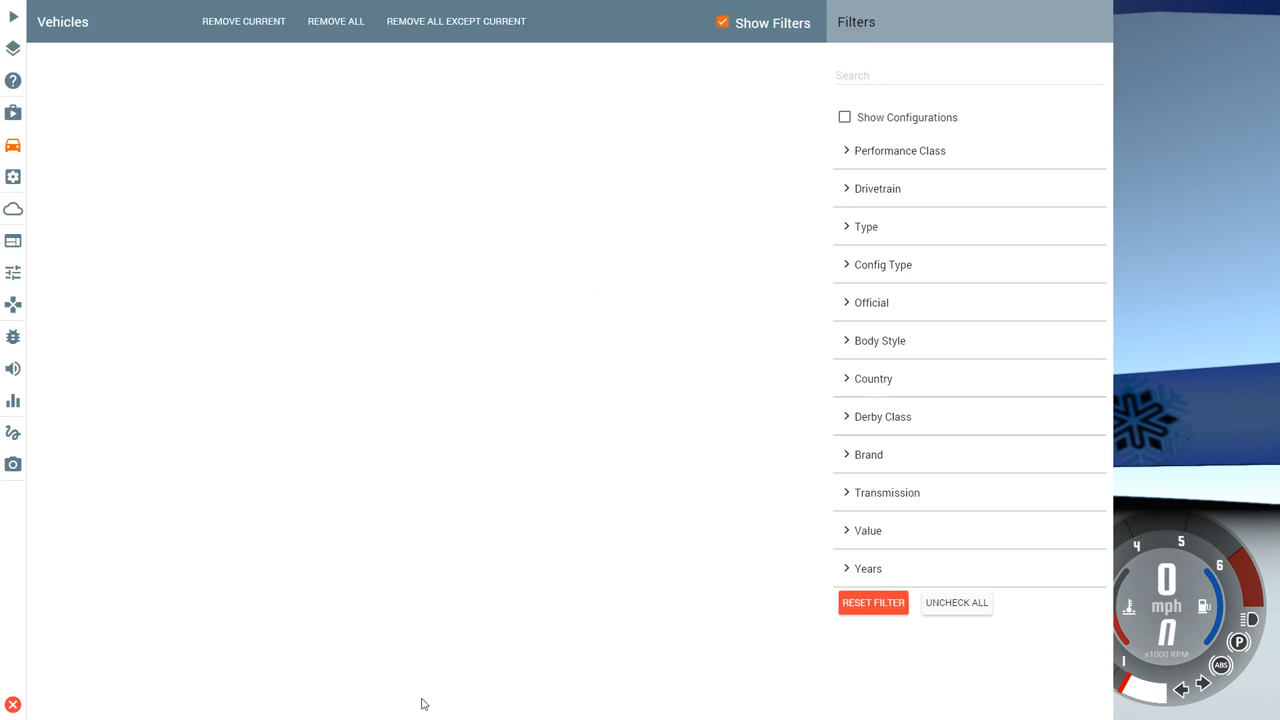 Vehicles REMOVE CURRENT REMOVE ALL REMOVE ALL EXCEPT CURRENT Show Filters Filters
Search
Show Configurations
Performance Class
Drivetrain
Type
Config Type
Official
Body Style
Country
Derby Class
Brand
Transmission
Value
Years
RESET FILTER UNCHECK ALL
4 5 6
0
mph
n
x1000 RPM
1
P
ABS